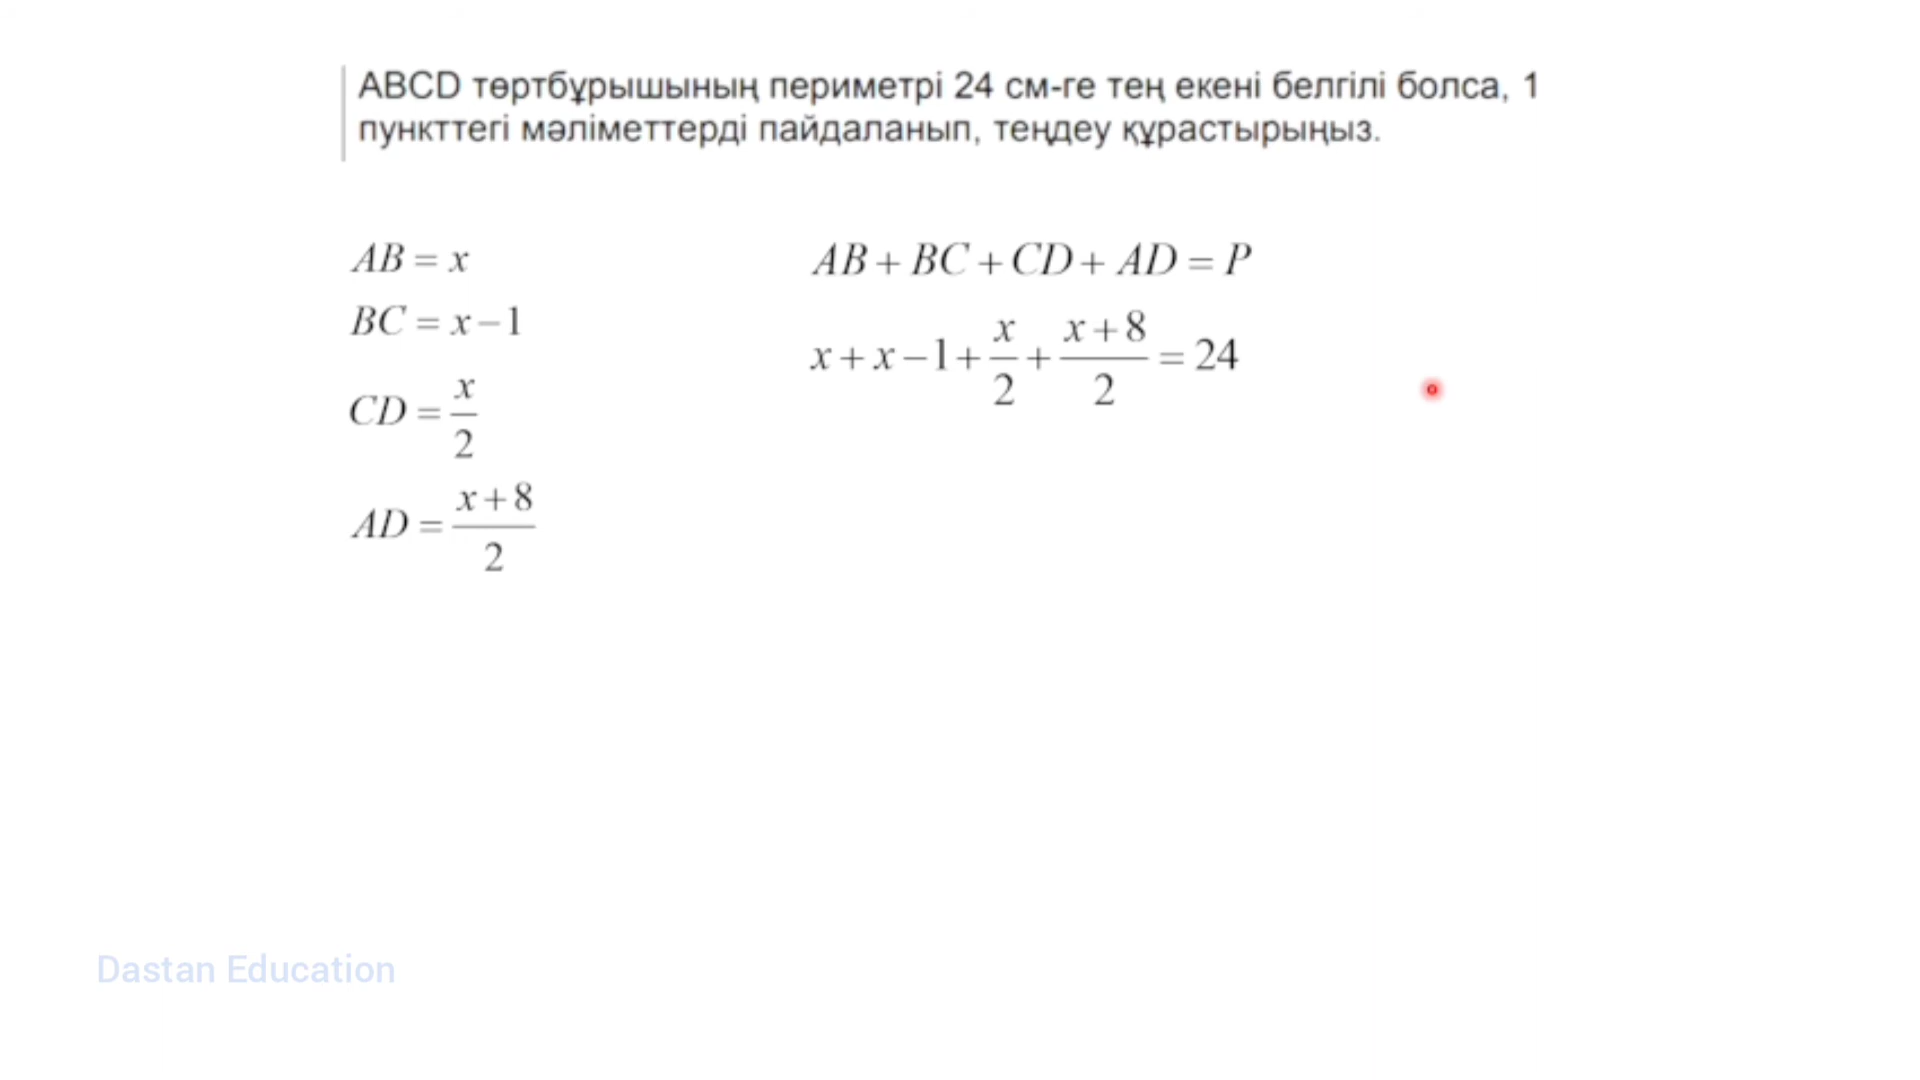 ABCD төртбұрышының периметрі 24 см-ге тең екені белгілі болса, 1
пункттегі мәліметтерді пайдаланып, теңдеу құрастырыңыз.
AB = x
BC = x − 1
CD = x/2
AD = (x + 8)/2
AB + BC + CD + AD = P
x + x − 1 + x/2 + (x + 8)/2 = 24
Dastan Education